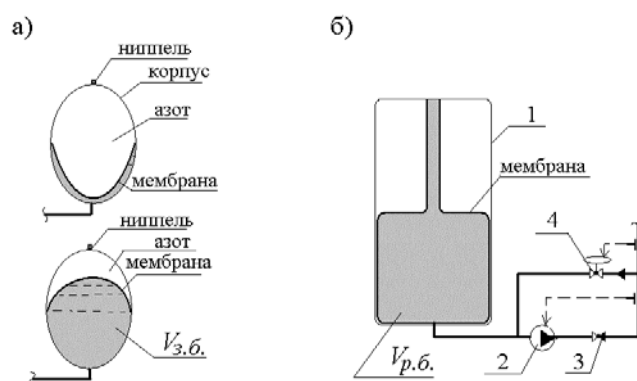 а)
ниппель
корпус
азот
мембрана
ниппель
азот
мембрана
Vз.б.
б)
1
мембрана
4
Vр.б.
2
3